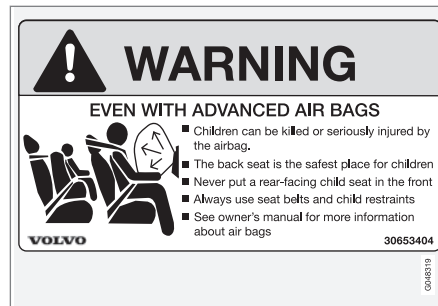 WARNING
EVEN WITH ADVANCED AIR BAGS
■ Children can be killed or seriously injured by
the airbag.
■ The back seat is the safest place for children
■ Never put a rear-facing child seat in the front
■ Always use seat belts and child restraints
■ See owner's manual for more information
about air bags
VOLVO
30653404
G048319